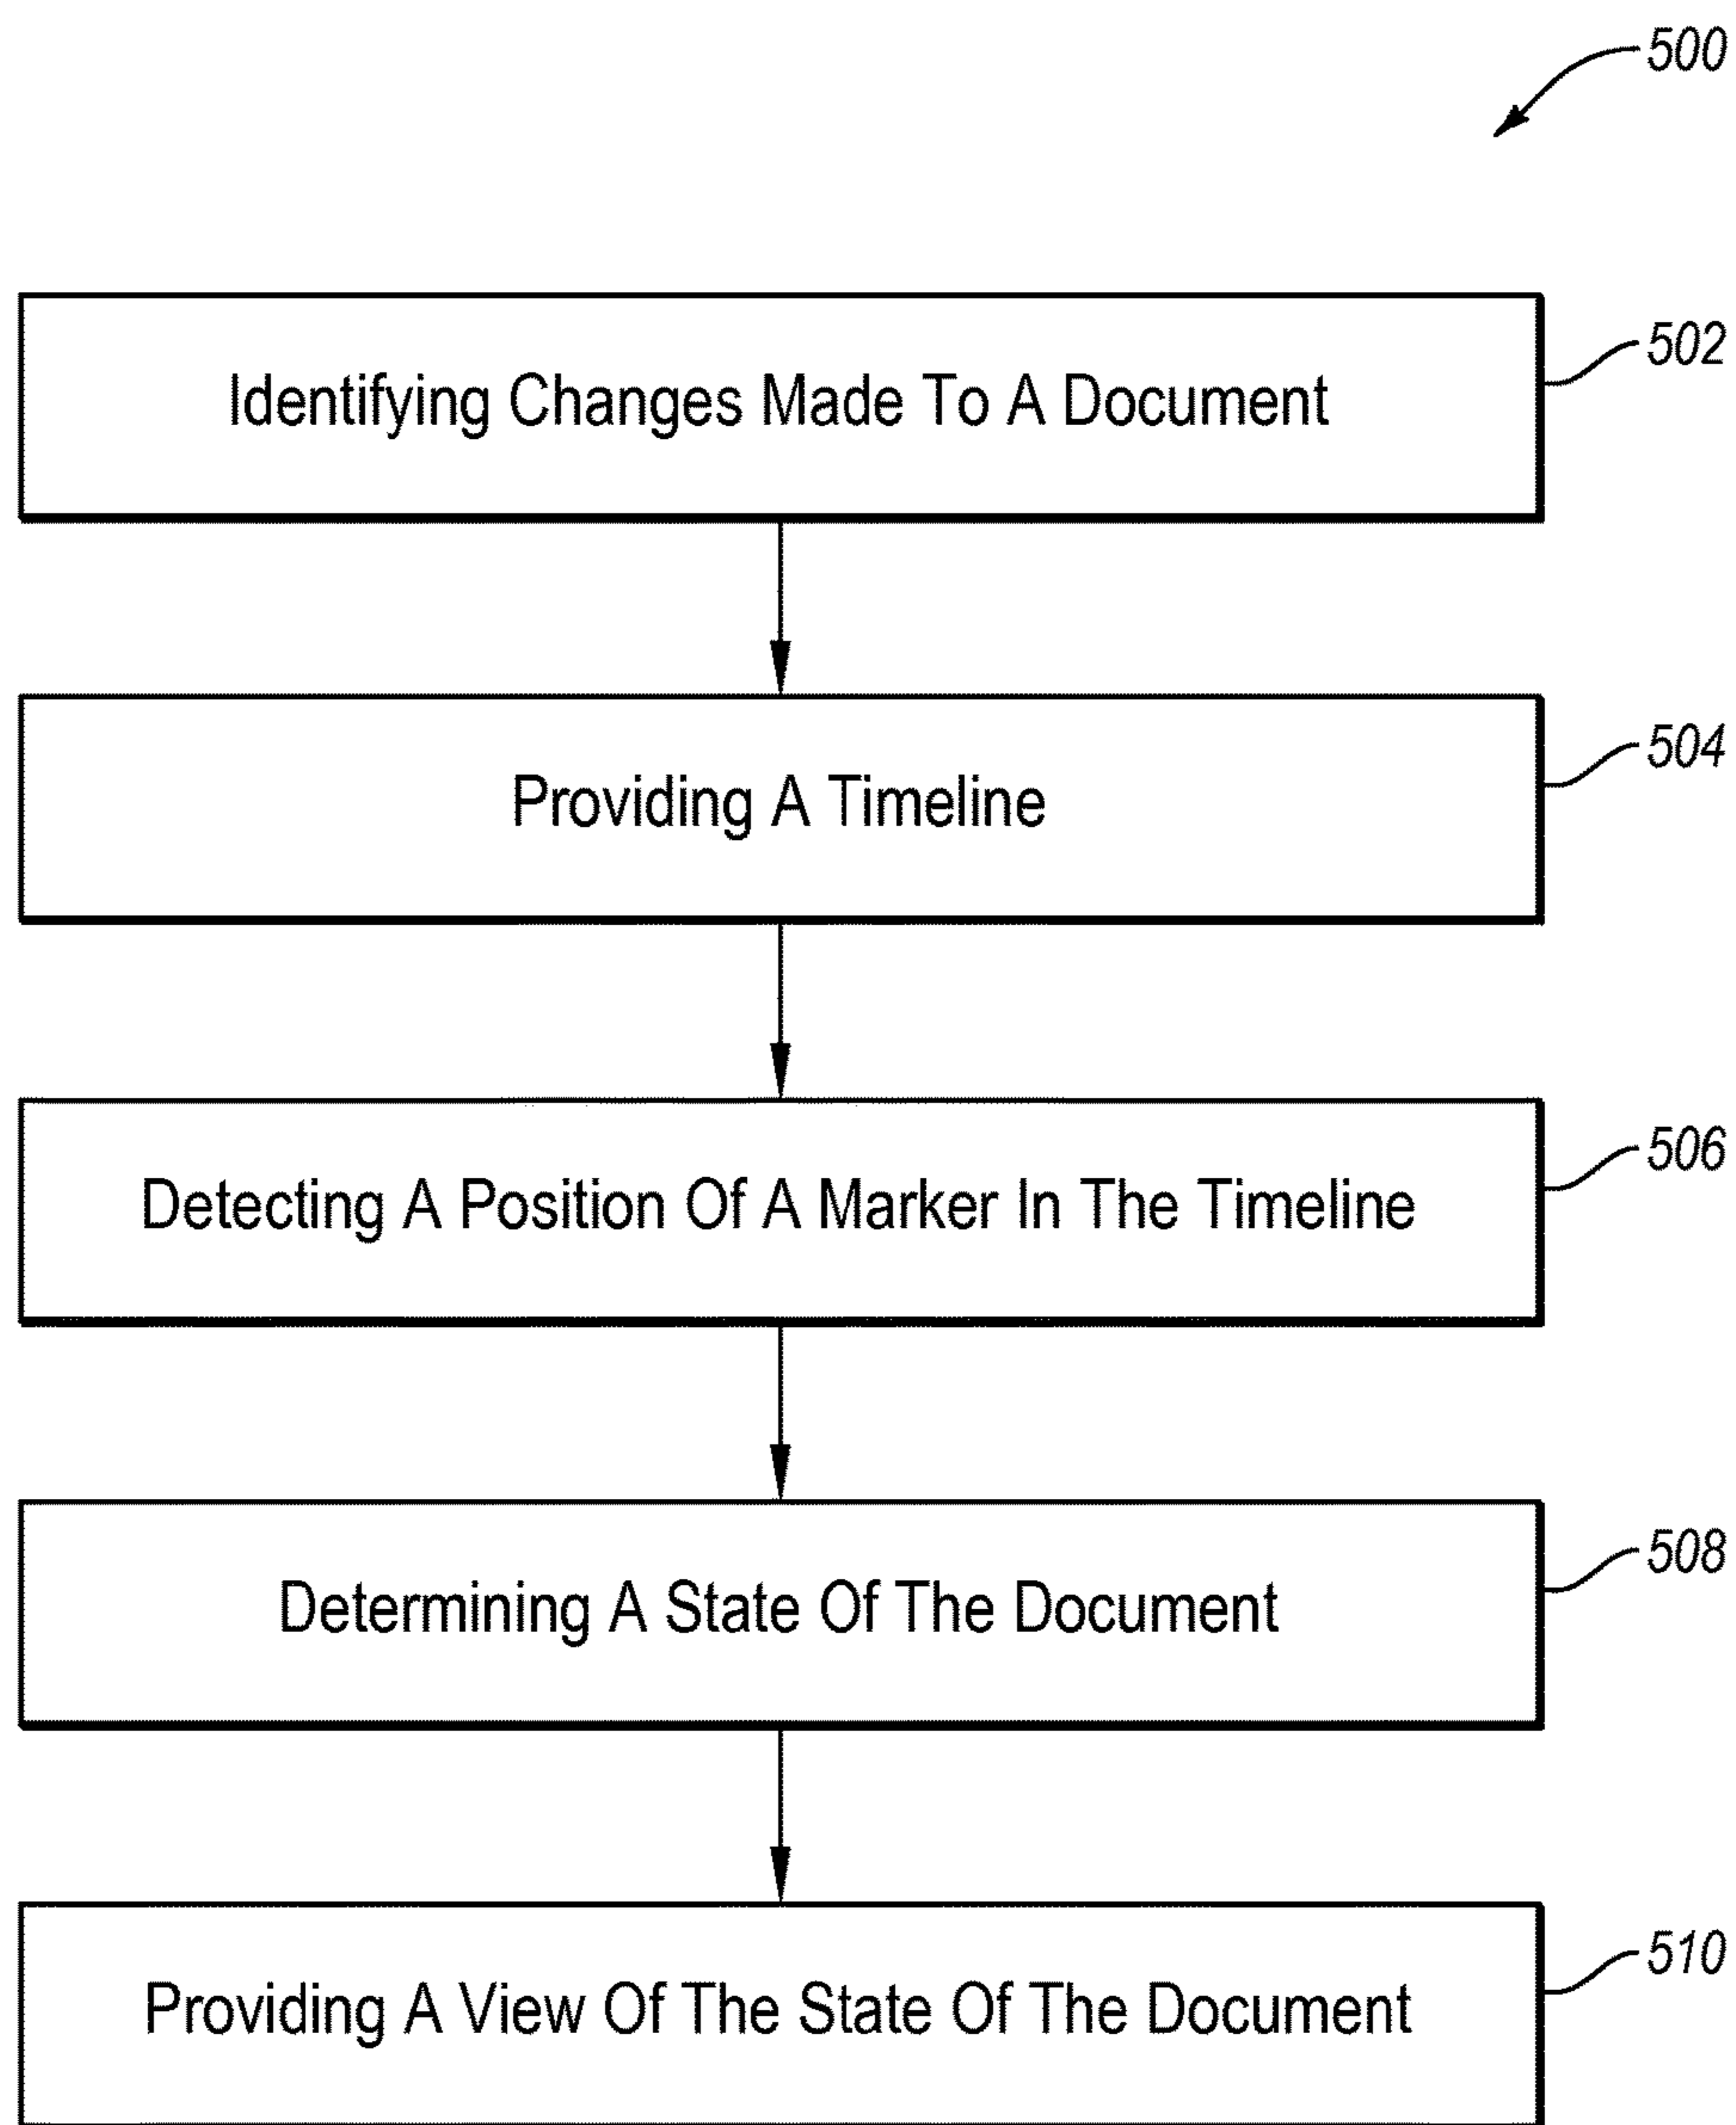 500
Identifying Changes Made To A Document
502
Providing A Timeline
504
Detecting A Position Of A Marker In The Timeline
506
Determining A State Of The Document
508
Providing A View Of The State Of The Document
510